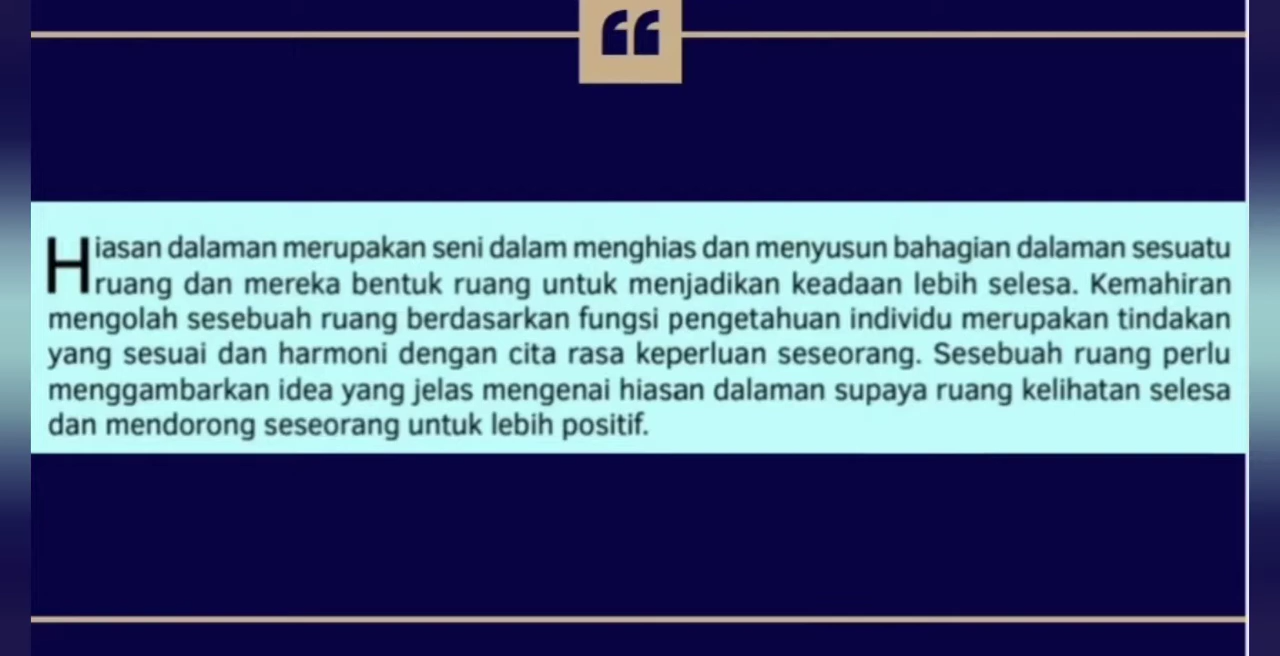 Hiasan dalaman merupakan seni dalam menghias dan menyusun bahagian dalaman sesuatu
ruang dan mereka bentuk ruang untuk menjadikan keadaan lebih selesa. Kemahiran
mengolah sesebuah ruang berdasarkan fungsi pengetahuan individu merupakan tindakan
yang sesuai dan harmoni dengan cita rasa keperluan seseorang. Sesebuah ruang perlu
menggambarkan idea yang jelas mengenai hiasan dalaman supaya ruang kelihatan selesa
dan mendorong seseorang untuk lebih positif.